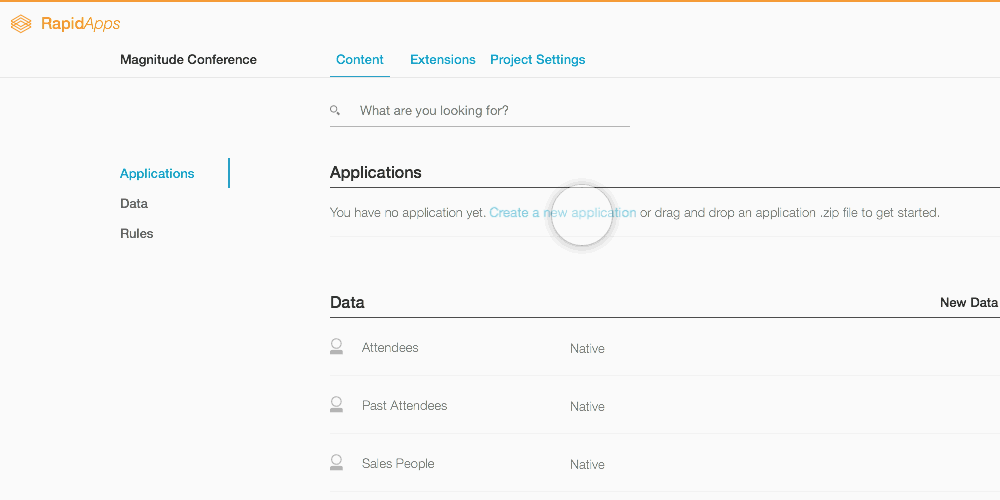 RapidApps
Magnitude Conference Content Extensions Project Settings
What are you looking for?
Applications
Data
Rules
Applications
You have no application yet. Create a new application or drag and drop an application .zip file to get started.
Data New Data
Attendees Native
Past Attendees Native
Sales People Native